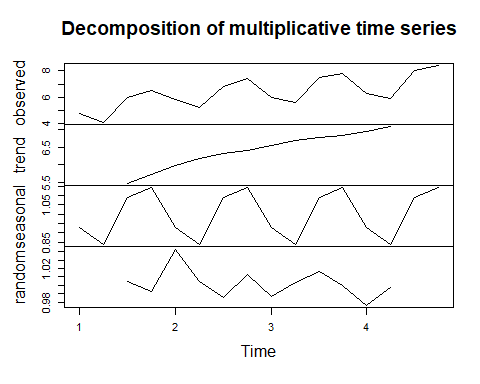 Decomposition of multiplicative time series
observed
4 6 8
trend
5.5 6.5
seasonal
0.85 1.05
random
0.98 1.02
1 2 3 4
Time